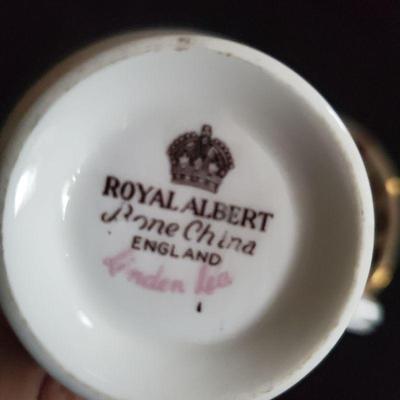 ROYAL ALBERT
Bone China
ENGLAND
Linden Lea